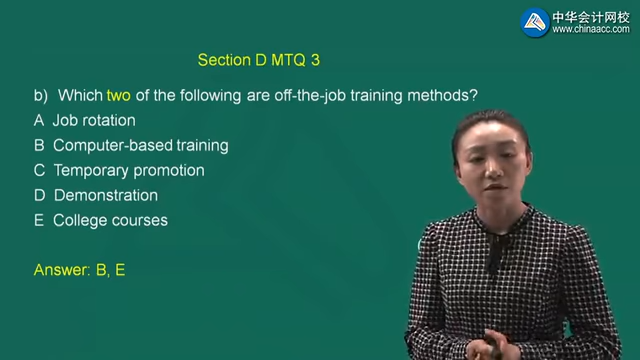 中华会计网校
www.chinaacc.com
Section D MTQ 3
b) Which two of the following are off-the-job training methods?
A Job rotation
B Computer-based training
C Temporary promotion
D Demonstration
E College courses
Answer: B, E